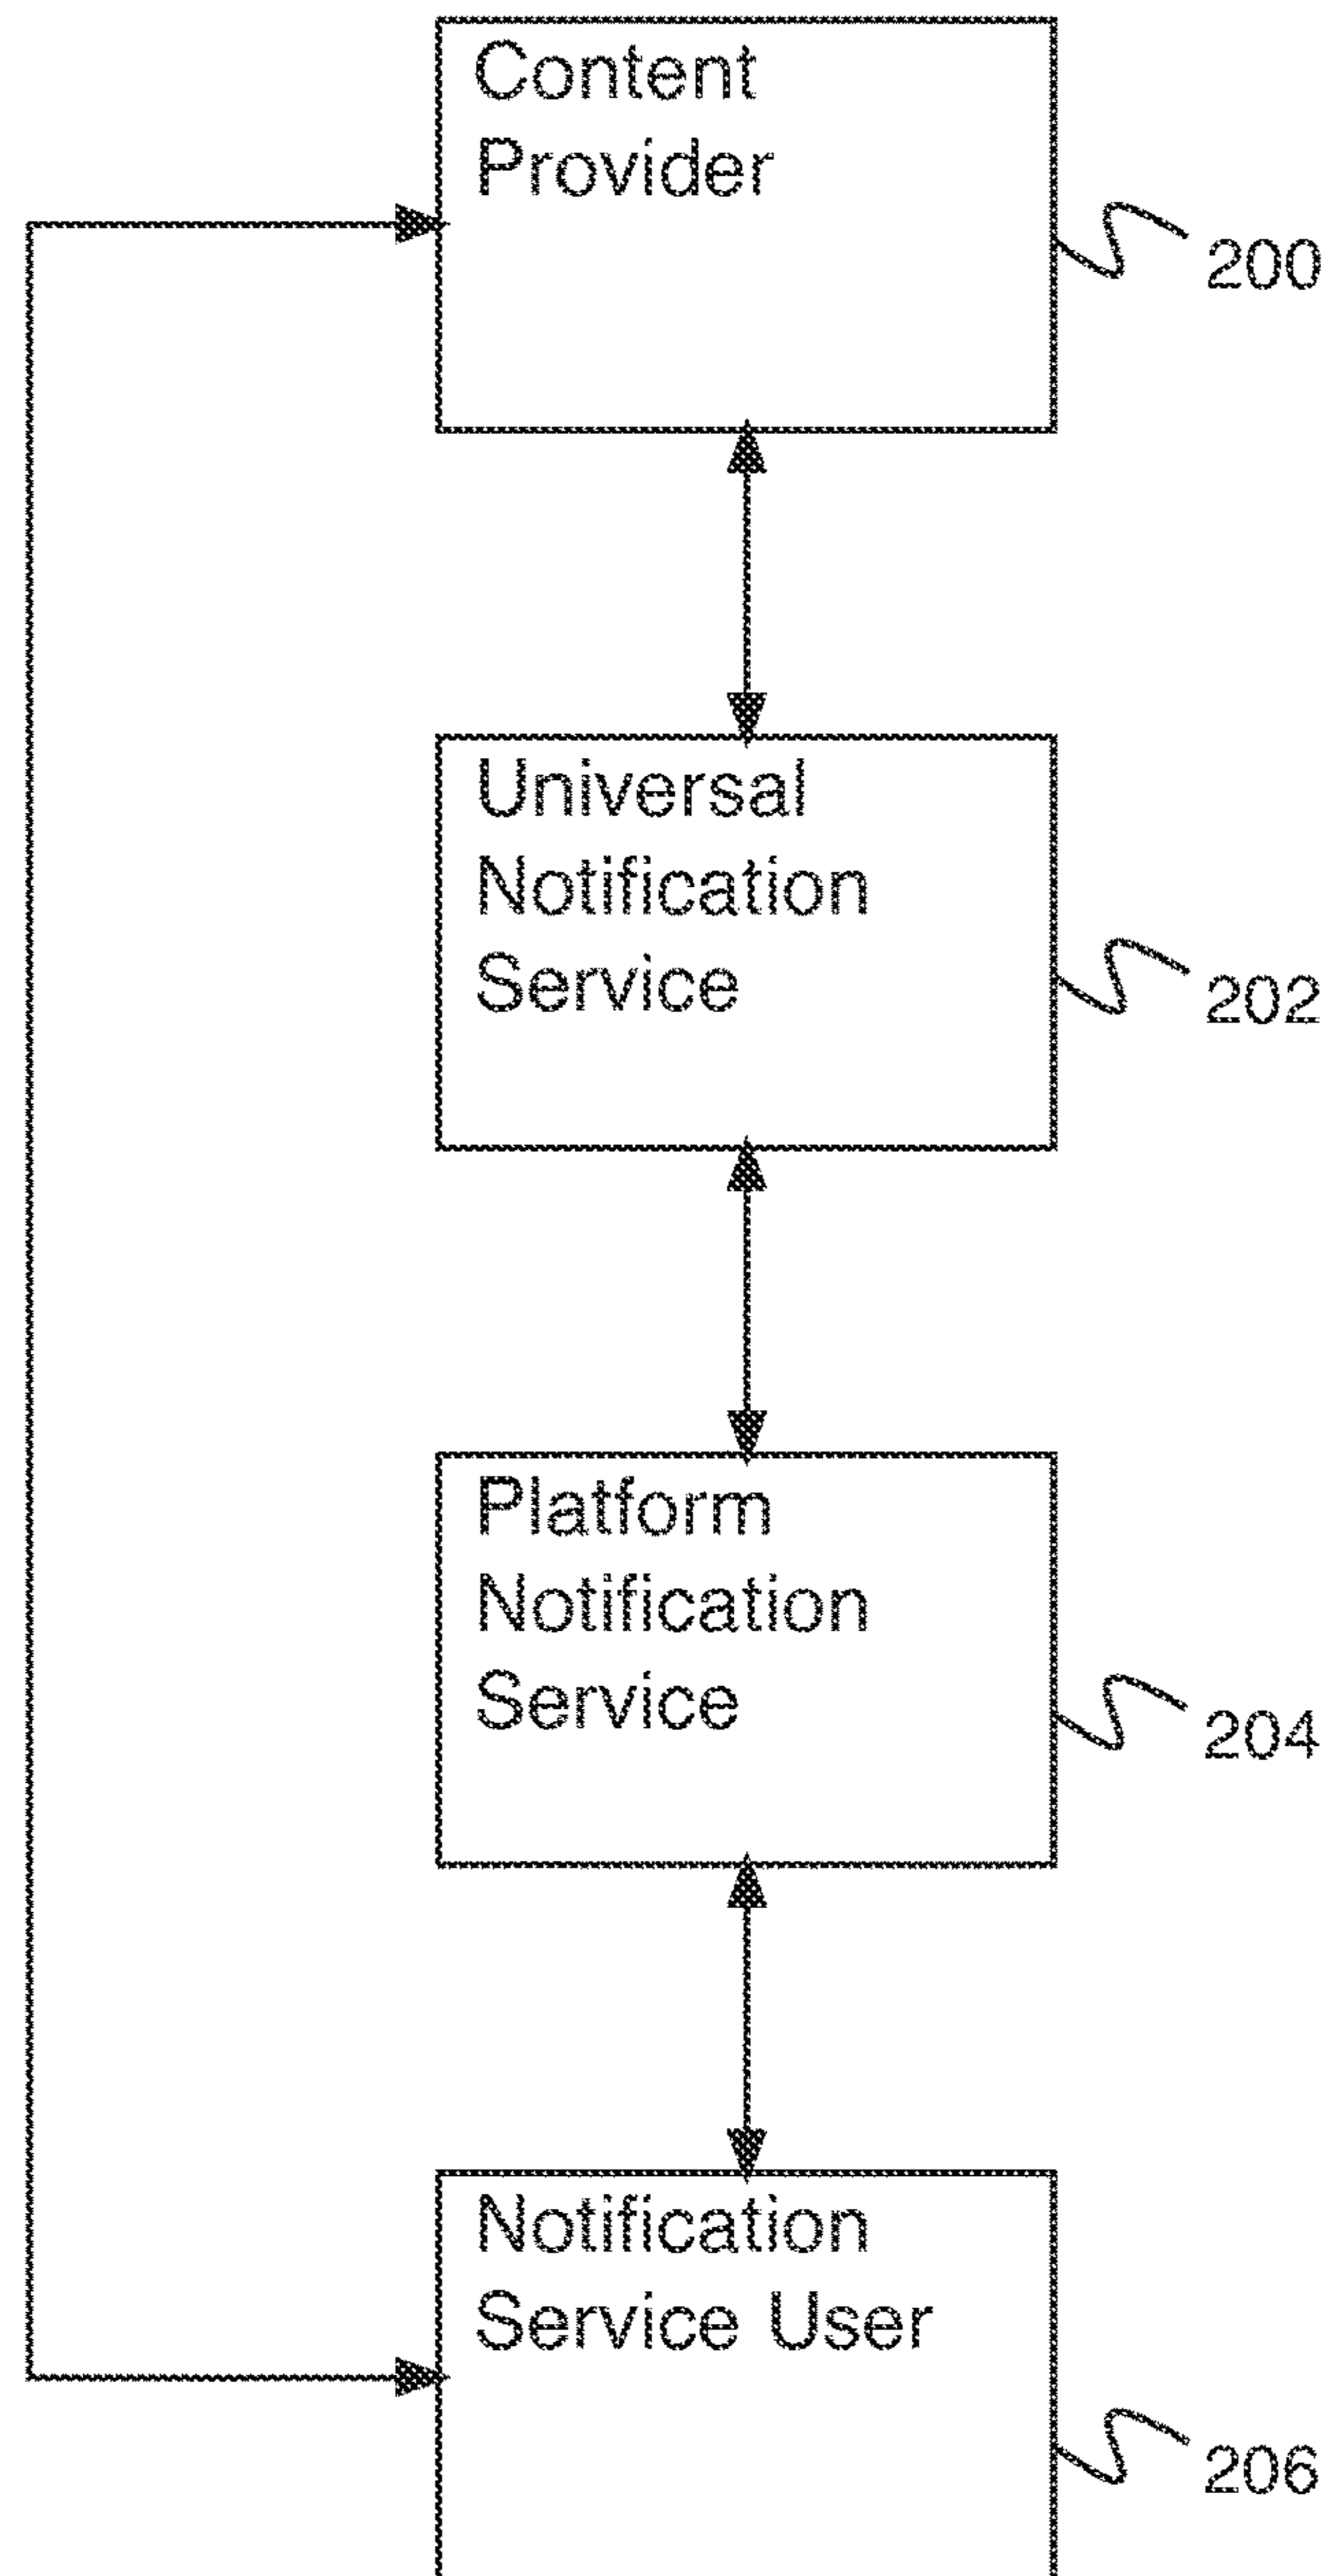 Content
Provider
200
Universal
Notification
Service
202
Platform
Notification
Service
204
Notification
Service User
206